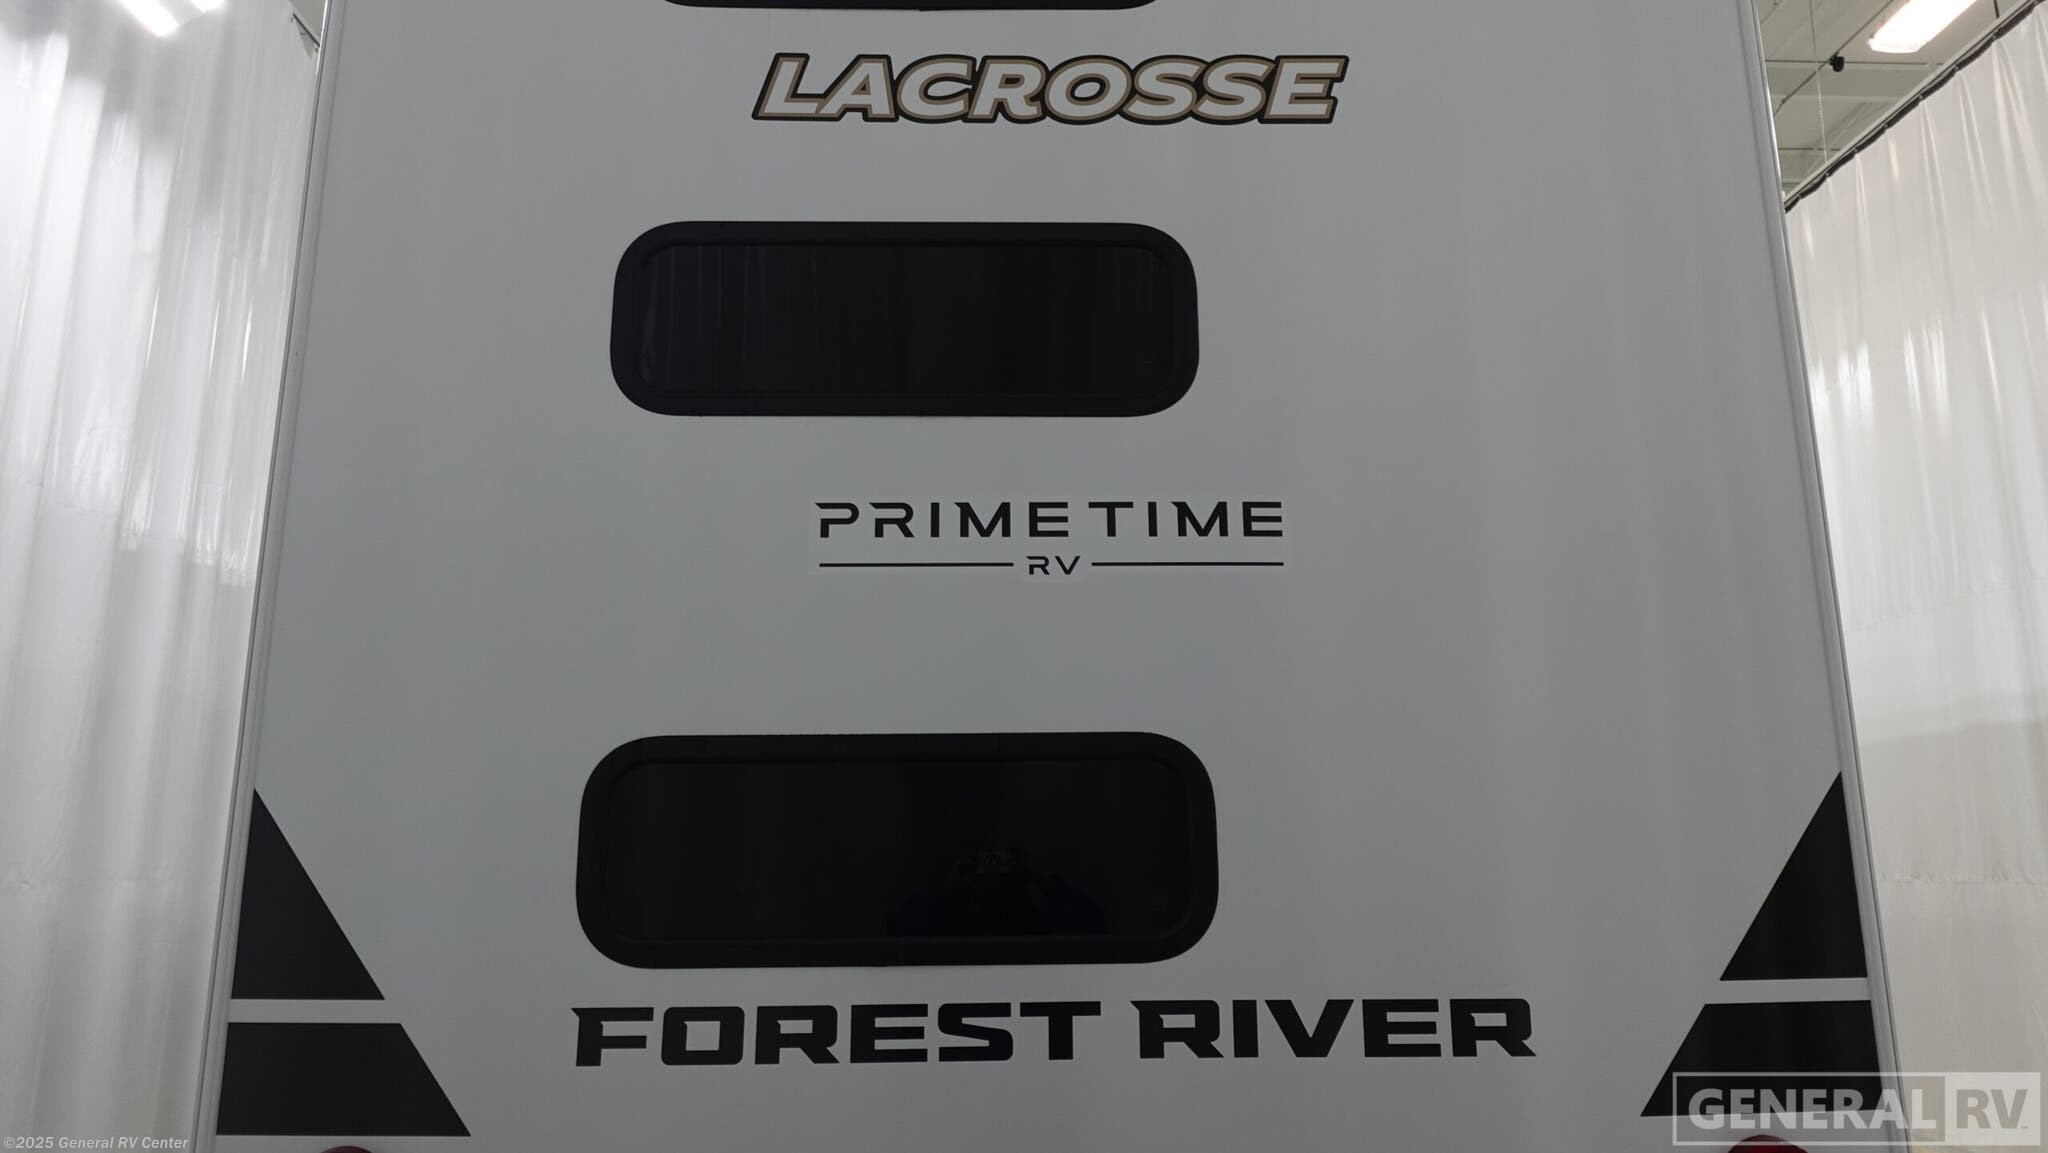 LACROSSE
PRIME TIME
RV
FOREST RIVER
GENERAL RV
©2025 General RV Center